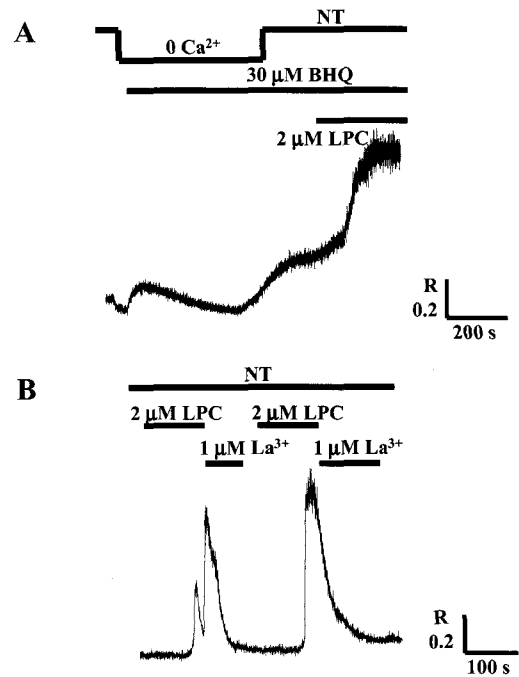 A
NT
0 Ca²⁺
30 µM BHQ
2 µM LPC
R
0.2
200 s
B
NT
2 µM LPC 2 µM LPC
1 µM La³⁺ 1 µM La³⁺
R
0.2
100 s